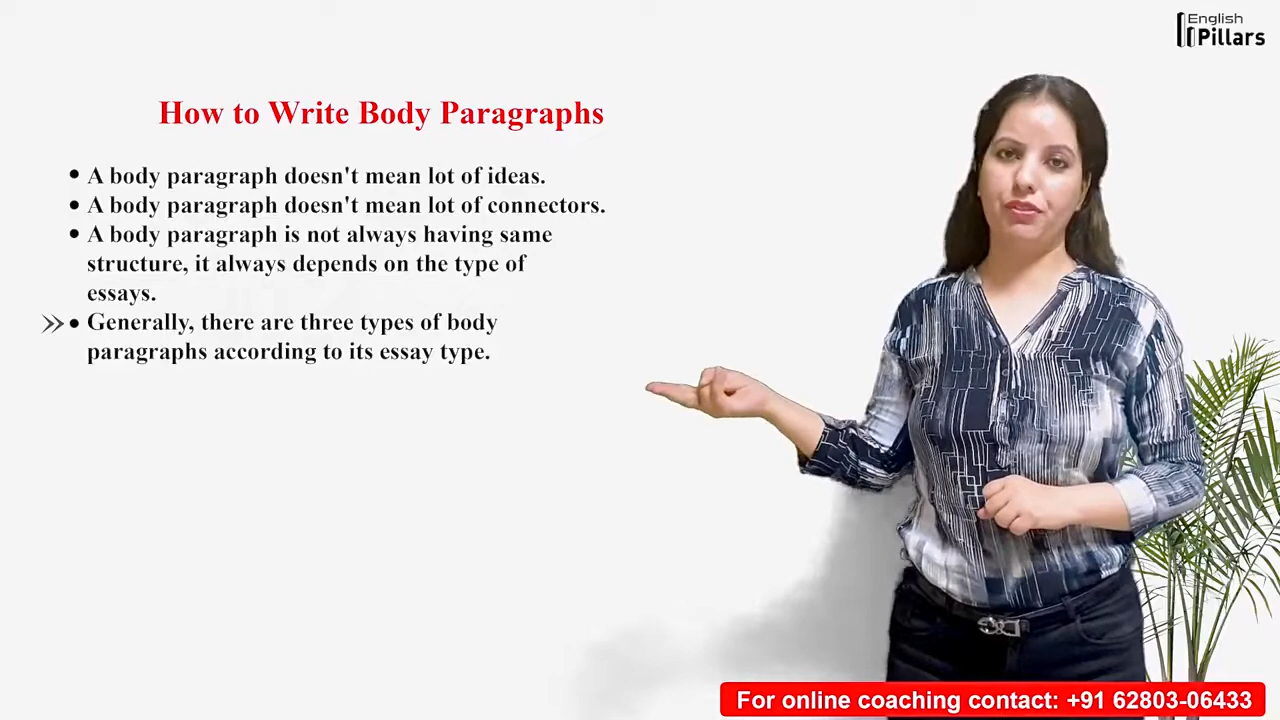 English
Pillars
How to Write Body Paragraphs
• A body paragraph doesn't mean lot of ideas.
• A body paragraph doesn't mean lot of connectors.
• A body paragraph is not always having same
structure, it always depends on the type of
essays.
• Generally, there are three types of body
paragraphs according to its essay type.
For online coaching contact: +91 62803-06433